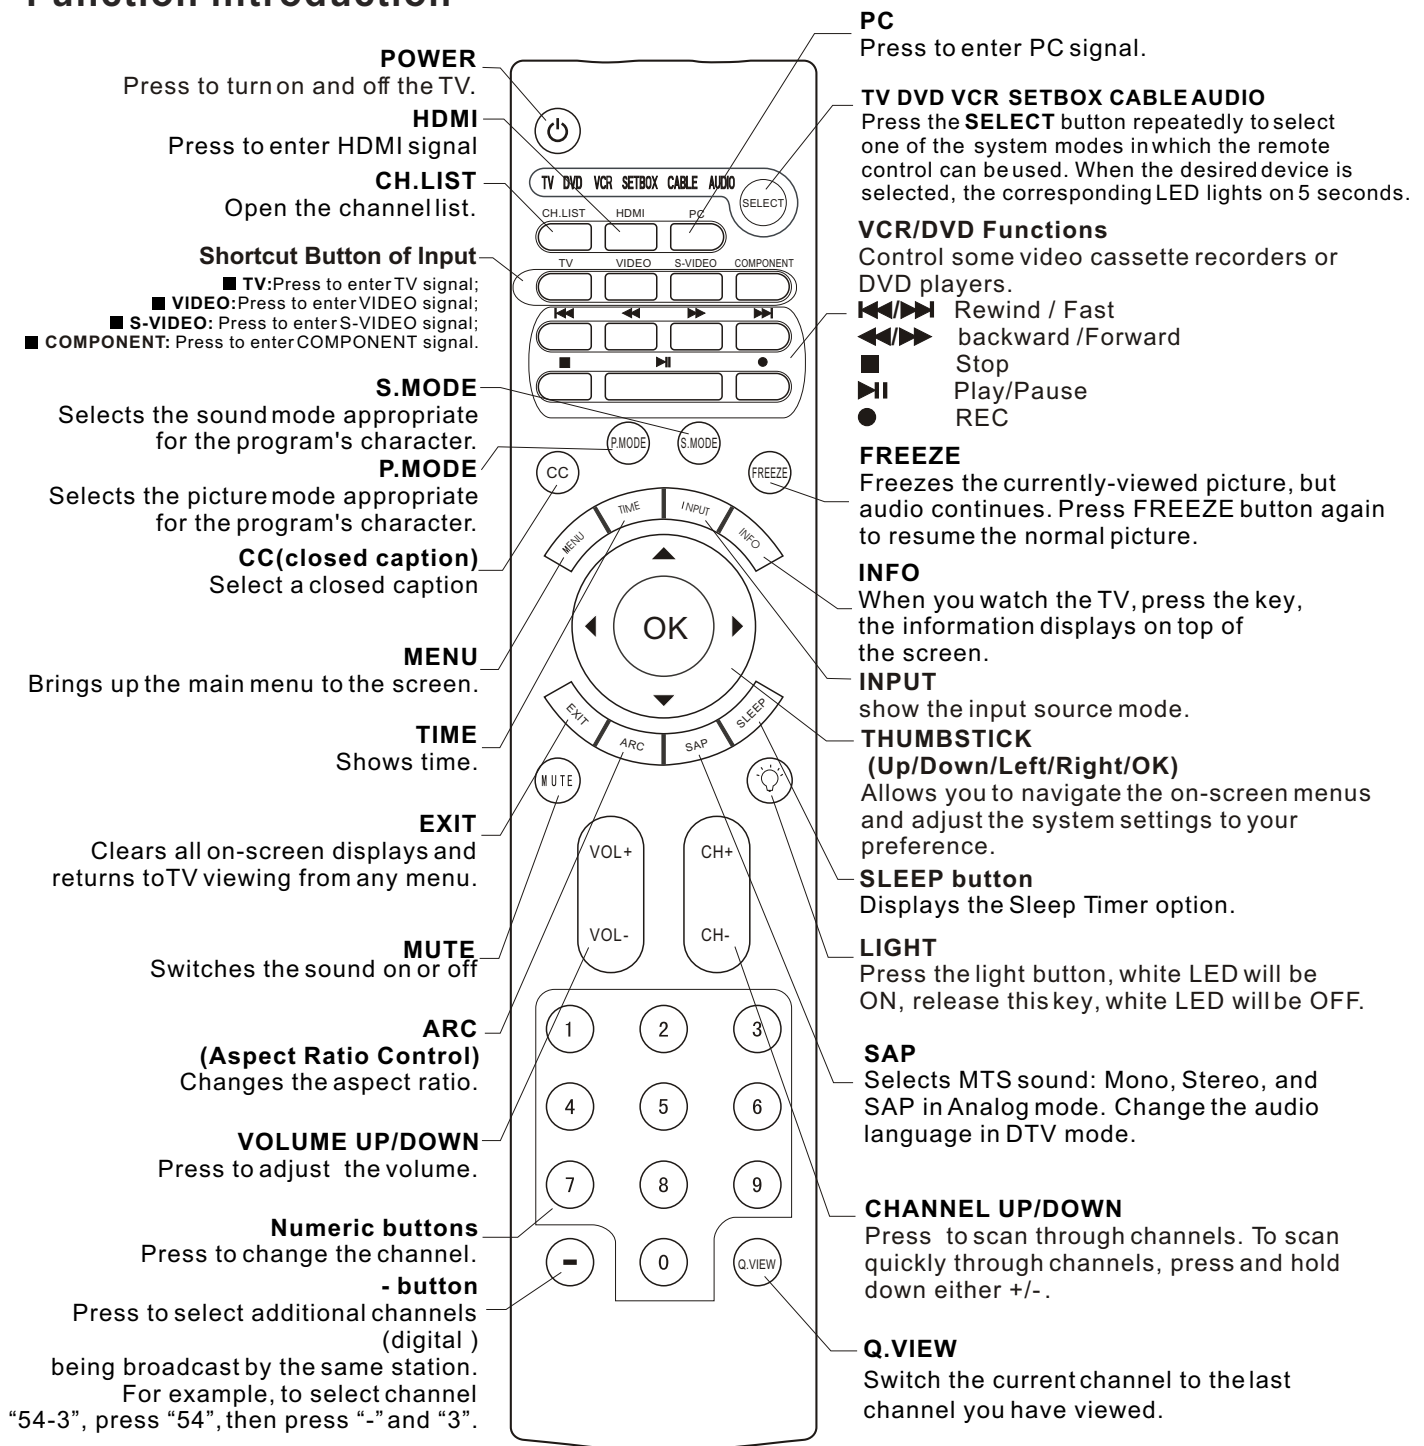 Function Introduction
POWER
Press to turn on and off the TV.
HDMI
Press to enter HDMI signal
CH.LIST
Open the channel list.
Shortcut Button of Input
■ TV:Press to enter TV signal;
■ VIDEO:Press to enter VIDEO signal;
■ S-VIDEO: Press to enter S-VIDEO signal;
■ COMPONENT: Press to enter COMPONENT signal.
S.MODE
Selects the sound mode appropriate
for the program's character.
P.MODE
Selects the picture mode appropriate
for the program's character.
CC(closed caption)
Select a closed caption
MENU
Brings up the main menu to the screen.
TIME
Shows time.
EXIT
Clears all on-screen displays and
returns to TV viewing from any menu.
MUTE
Switches the sound on or off
ARC
(Aspect Ratio Control)
Changes the aspect ratio.
VOLUME UP/DOWN
Press to adjust the volume.
Numeric buttons
Press to change the channel.
- button
Press to select additional channels
(digital )
being broadcast by the same station.
For example, to select channel
“54-3”, press “54”, then press “-” and “3”.
TV DVD VCR SETBOX CABLE AUDIO
SELECT
CH.LIST HDMI PC
TV VIDEO S-VIDEO COMPONENT
P.MODE S.MODE
CC FREEZE
MENU TIME INPUT INFO
OK
EXIT ARC SAP SLEEP
MUTE
VOL+ CH+
VOL- CH-
1 2 3
4 5 6
7 8 9
- 0 Q.VIEW
PC
Press to enter PC signal.
TV DVD VCR SETBOX CABLE AUDIO
Press the SELECT button repeatedly to select
one of the system modes in which the remote
control can be used. When the desired device is
selected, the corresponding LED lights on 5 seconds.
VCR/DVD Functions
Control some video cassette recorders or
DVD players.
Rewind / Fast
backward /Forward
Stop
Play/Pause
REC
FREEZE
Freezes the currently-viewed picture, but
audio continues. Press FREEZE button again
to resume the normal picture.
INFO
When you watch the TV, press the key,
the information displays on top of
the screen.
INPUT
show the input source mode.
THUMBSTICK
(Up/Down/Left/Right/OK)
Allows you to navigate the on-screen menus
and adjust the system settings to your
preference.
SLEEP button
Displays the Sleep Timer option.
LIGHT
Press the light button, white LED will be
ON, release this key, white LED will be OFF.
SAP
Selects MTS sound: Mono, Stereo, and
SAP in Analog mode. Change the audio
language in DTV mode.
CHANNEL UP/DOWN
Press to scan through channels. To scan
quickly through channels, press and hold
down either +/- .
Q.VIEW
Switch the current channel to the last
channel you have viewed.